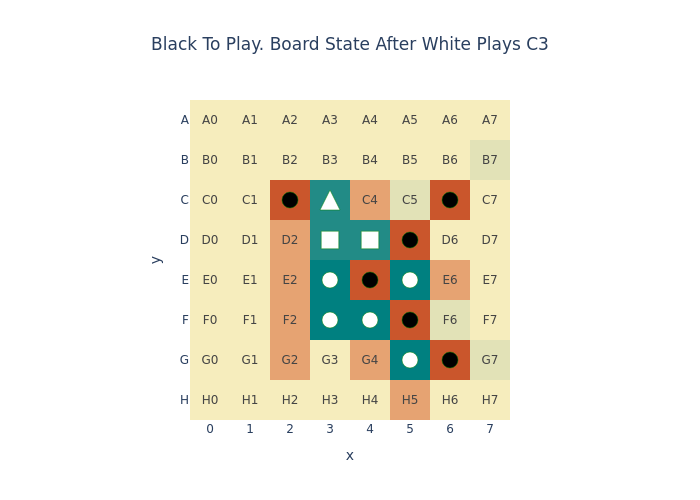 Black To Play. Board State After White Plays C3
A A0 A1 A2 A3 A4 A5 A6 A7
B B0 B1 B2 B3 B4 B5 B6 B7
C C0 C1 C4 C5 C7
D D0 D1 D2 D6 D7
y
E E0 E1 E2 E6 E7
F F0 F1 F2 F6 F7
G G0 G1 G2 G3 G4 G7
H H0 H1 H2 H3 H4 H5 H6 H7
0 1 2 3 4 5 6 7
x